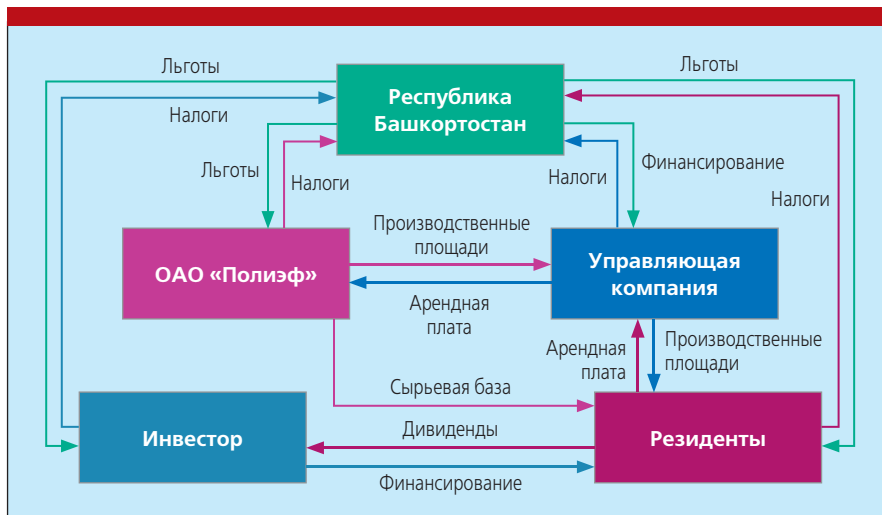 Льготы
Льготы
Республика
Башкортостан
Налоги
Льготы
Налоги
Налоги
Финансирование
Налоги
Производственные
площади
ОАО «Полиэф»
Управляющая
компания
Арендная
плата
Арендная
плата
Производственные
площади
Сырьевая база
Инвестор
Дивиденды
Резиденты
Финансирование